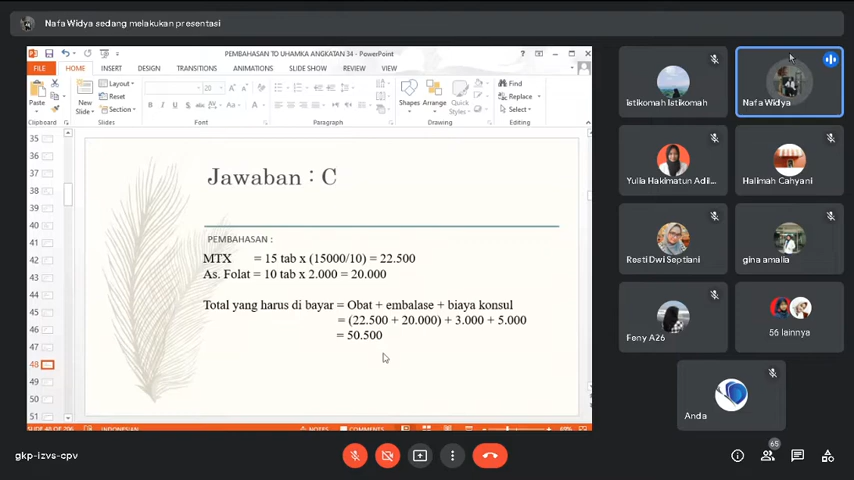 Nafa Widya sedang melakukan presentasi
PEMBAHASAN TO UHAMKA ANGKATAN 34 - PowerPoint
FILE HOME INSERT DESIGN TRANSITIONS ANIMATIONS SLIDE SHOW REVIEW VIEW
Paste
New
Slide
Layout
Reset
Section
Shapes
Arrange
Quick
Styles
Find
Replace
Select
Clipboard
Slides
Font
Paragraph
Drawing
Editing
35
36
37
38
39
40
41
42
43
44
45
46
47
48
49
50
51
Jawaban : C
PEMBAHASAN :
MTX = 15 tab x (15000/10) = 22.500
As. Folat = 10 tab x 2.000 = 20.000
Total yang harus di bayar = Obat + embalase + biaya konsul
= (22.500 + 20.000) + 3.000 + 5.000
= 50.500
INDONESIAN
NOTES
COMMENTS
istikomah Istikomah
Nafa Widya
Yulia Hakimatun Adil...
Halimah Cahyani
Resti Dwi Septiani
gina amalia
Feny A26
56 lainnya
Anda
gkp-izvs-cpv
65